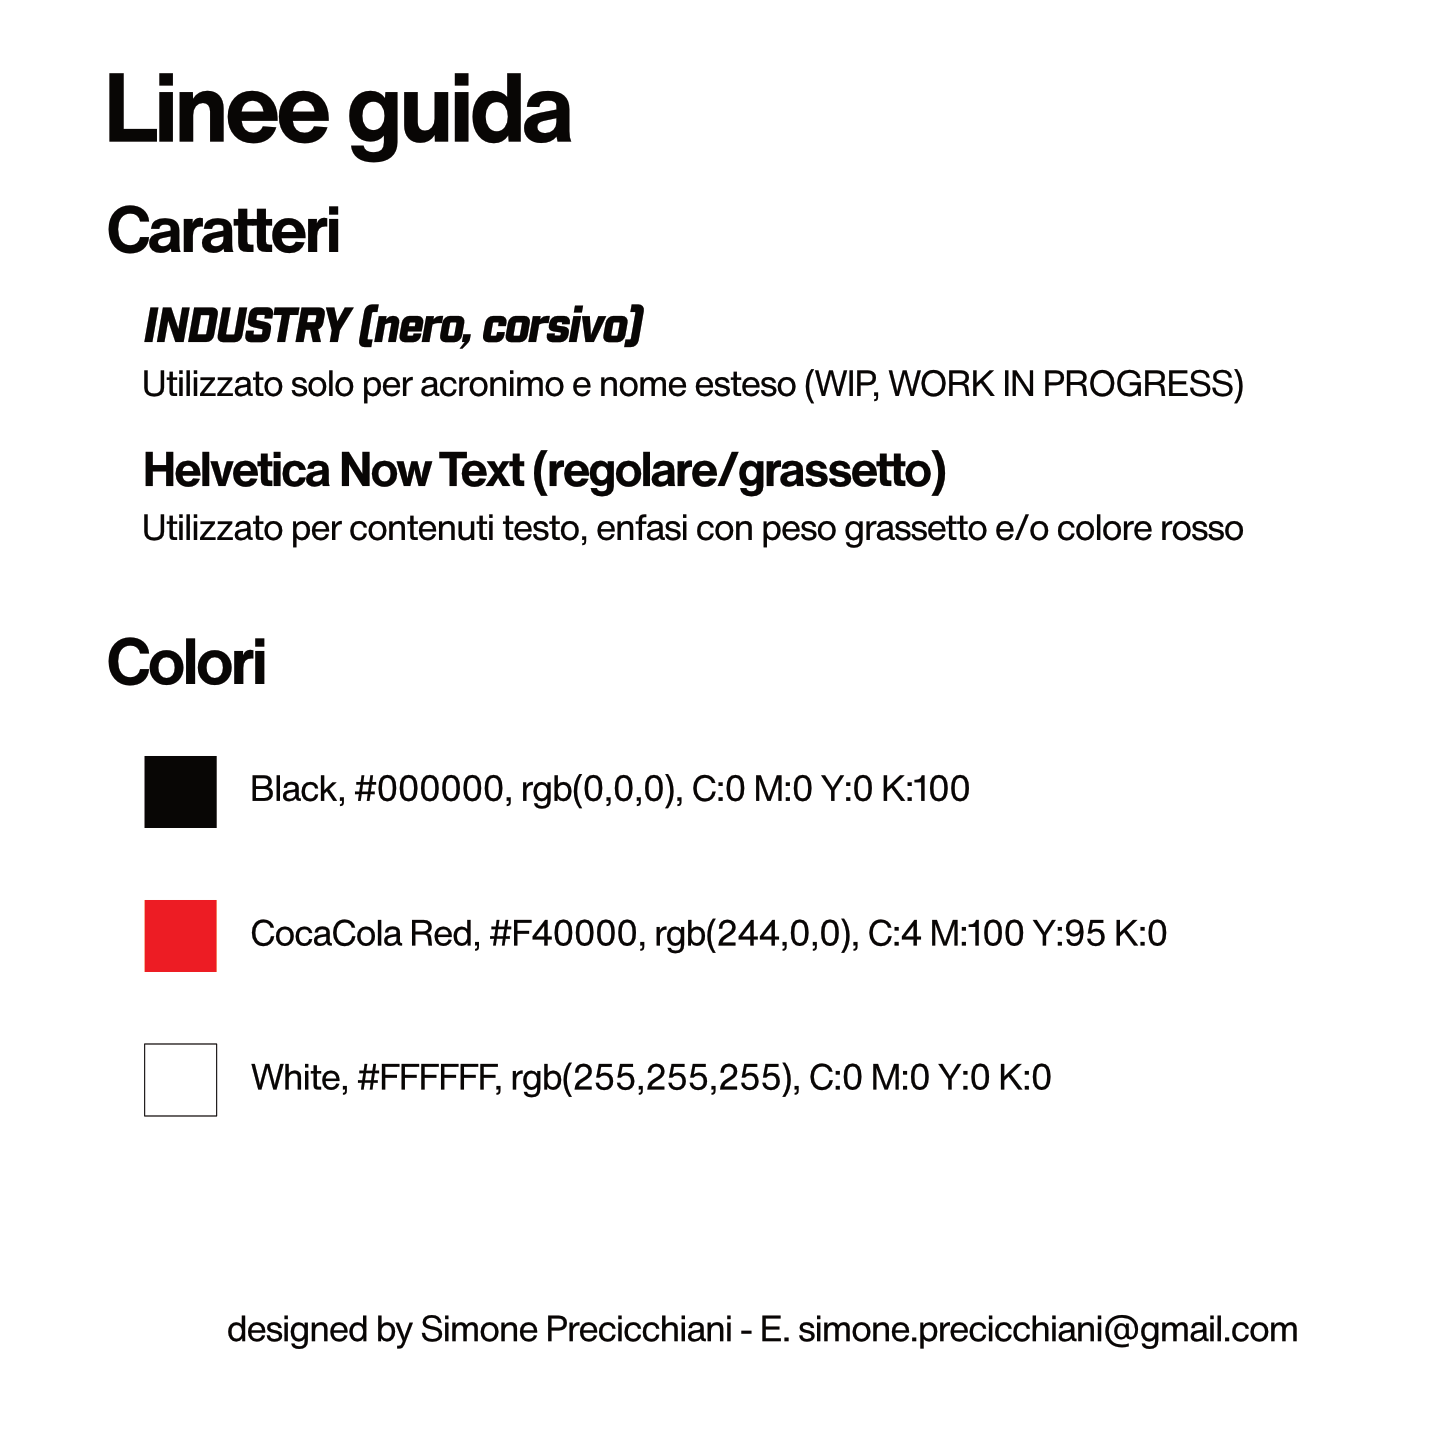 Linee guida
Caratteri
INDUSTRY (nero, corsivo)
Utilizzato solo per acronimo e nome esteso (WIP, WORK IN PROGRESS)
Helvetica Now Text (regolare/grassetto)
Utilizzato per contenuti testo, enfasi con peso grassetto e/o colore rosso
Colori
Black, #000000, rgb(0,0,0), C:0 M:0 Y:0 K:100
CocaCola Red, #F40000, rgb(244,0,0), C:4 M:100 Y:95 K:0
White, #FFFFFF, rgb(255,255,255), C:0 M:0 Y:0 K:0
designed by Simone Precicchiani - E. simone.precicchiani@gmail.com